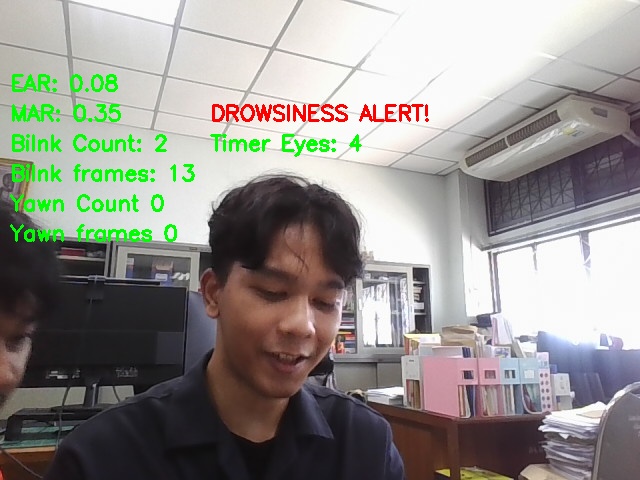 EAR: 0.08
MAR: 0.35 DROWSINESS ALERT!
Bilnk Count: 2 Timer Eyes: 4
Bilnk frames: 13
Yawn Count 0
Yawn frames 0